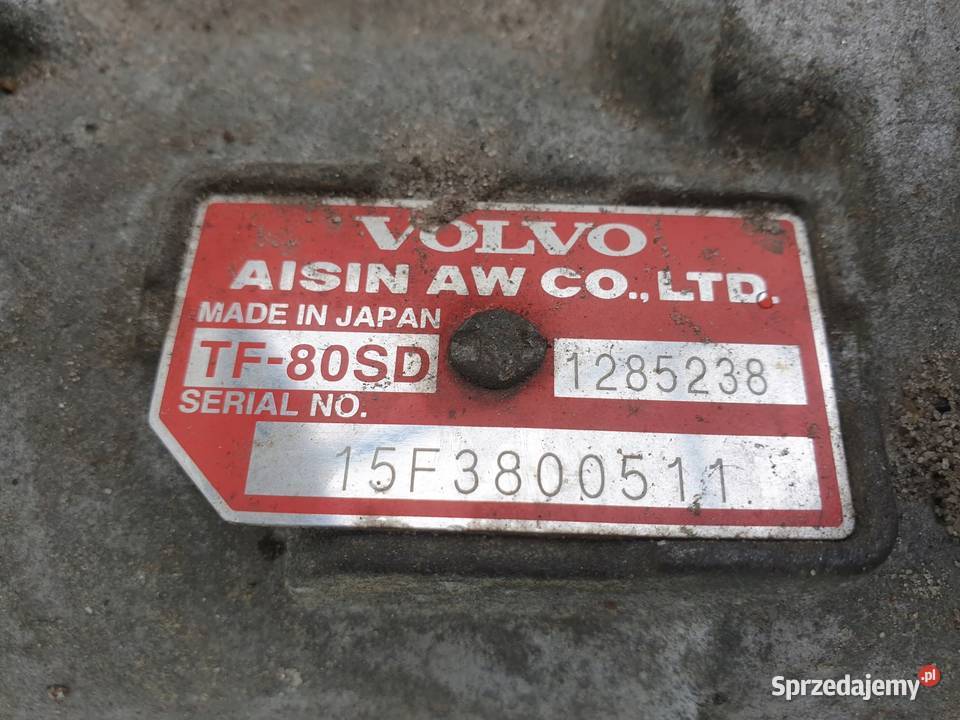 VOLVO
AISIN AW CO., LTD.
MADE IN JAPAN
TF-80SD 1285238
SERIAL NO.
15F3800511
Sprzedajemy.pl